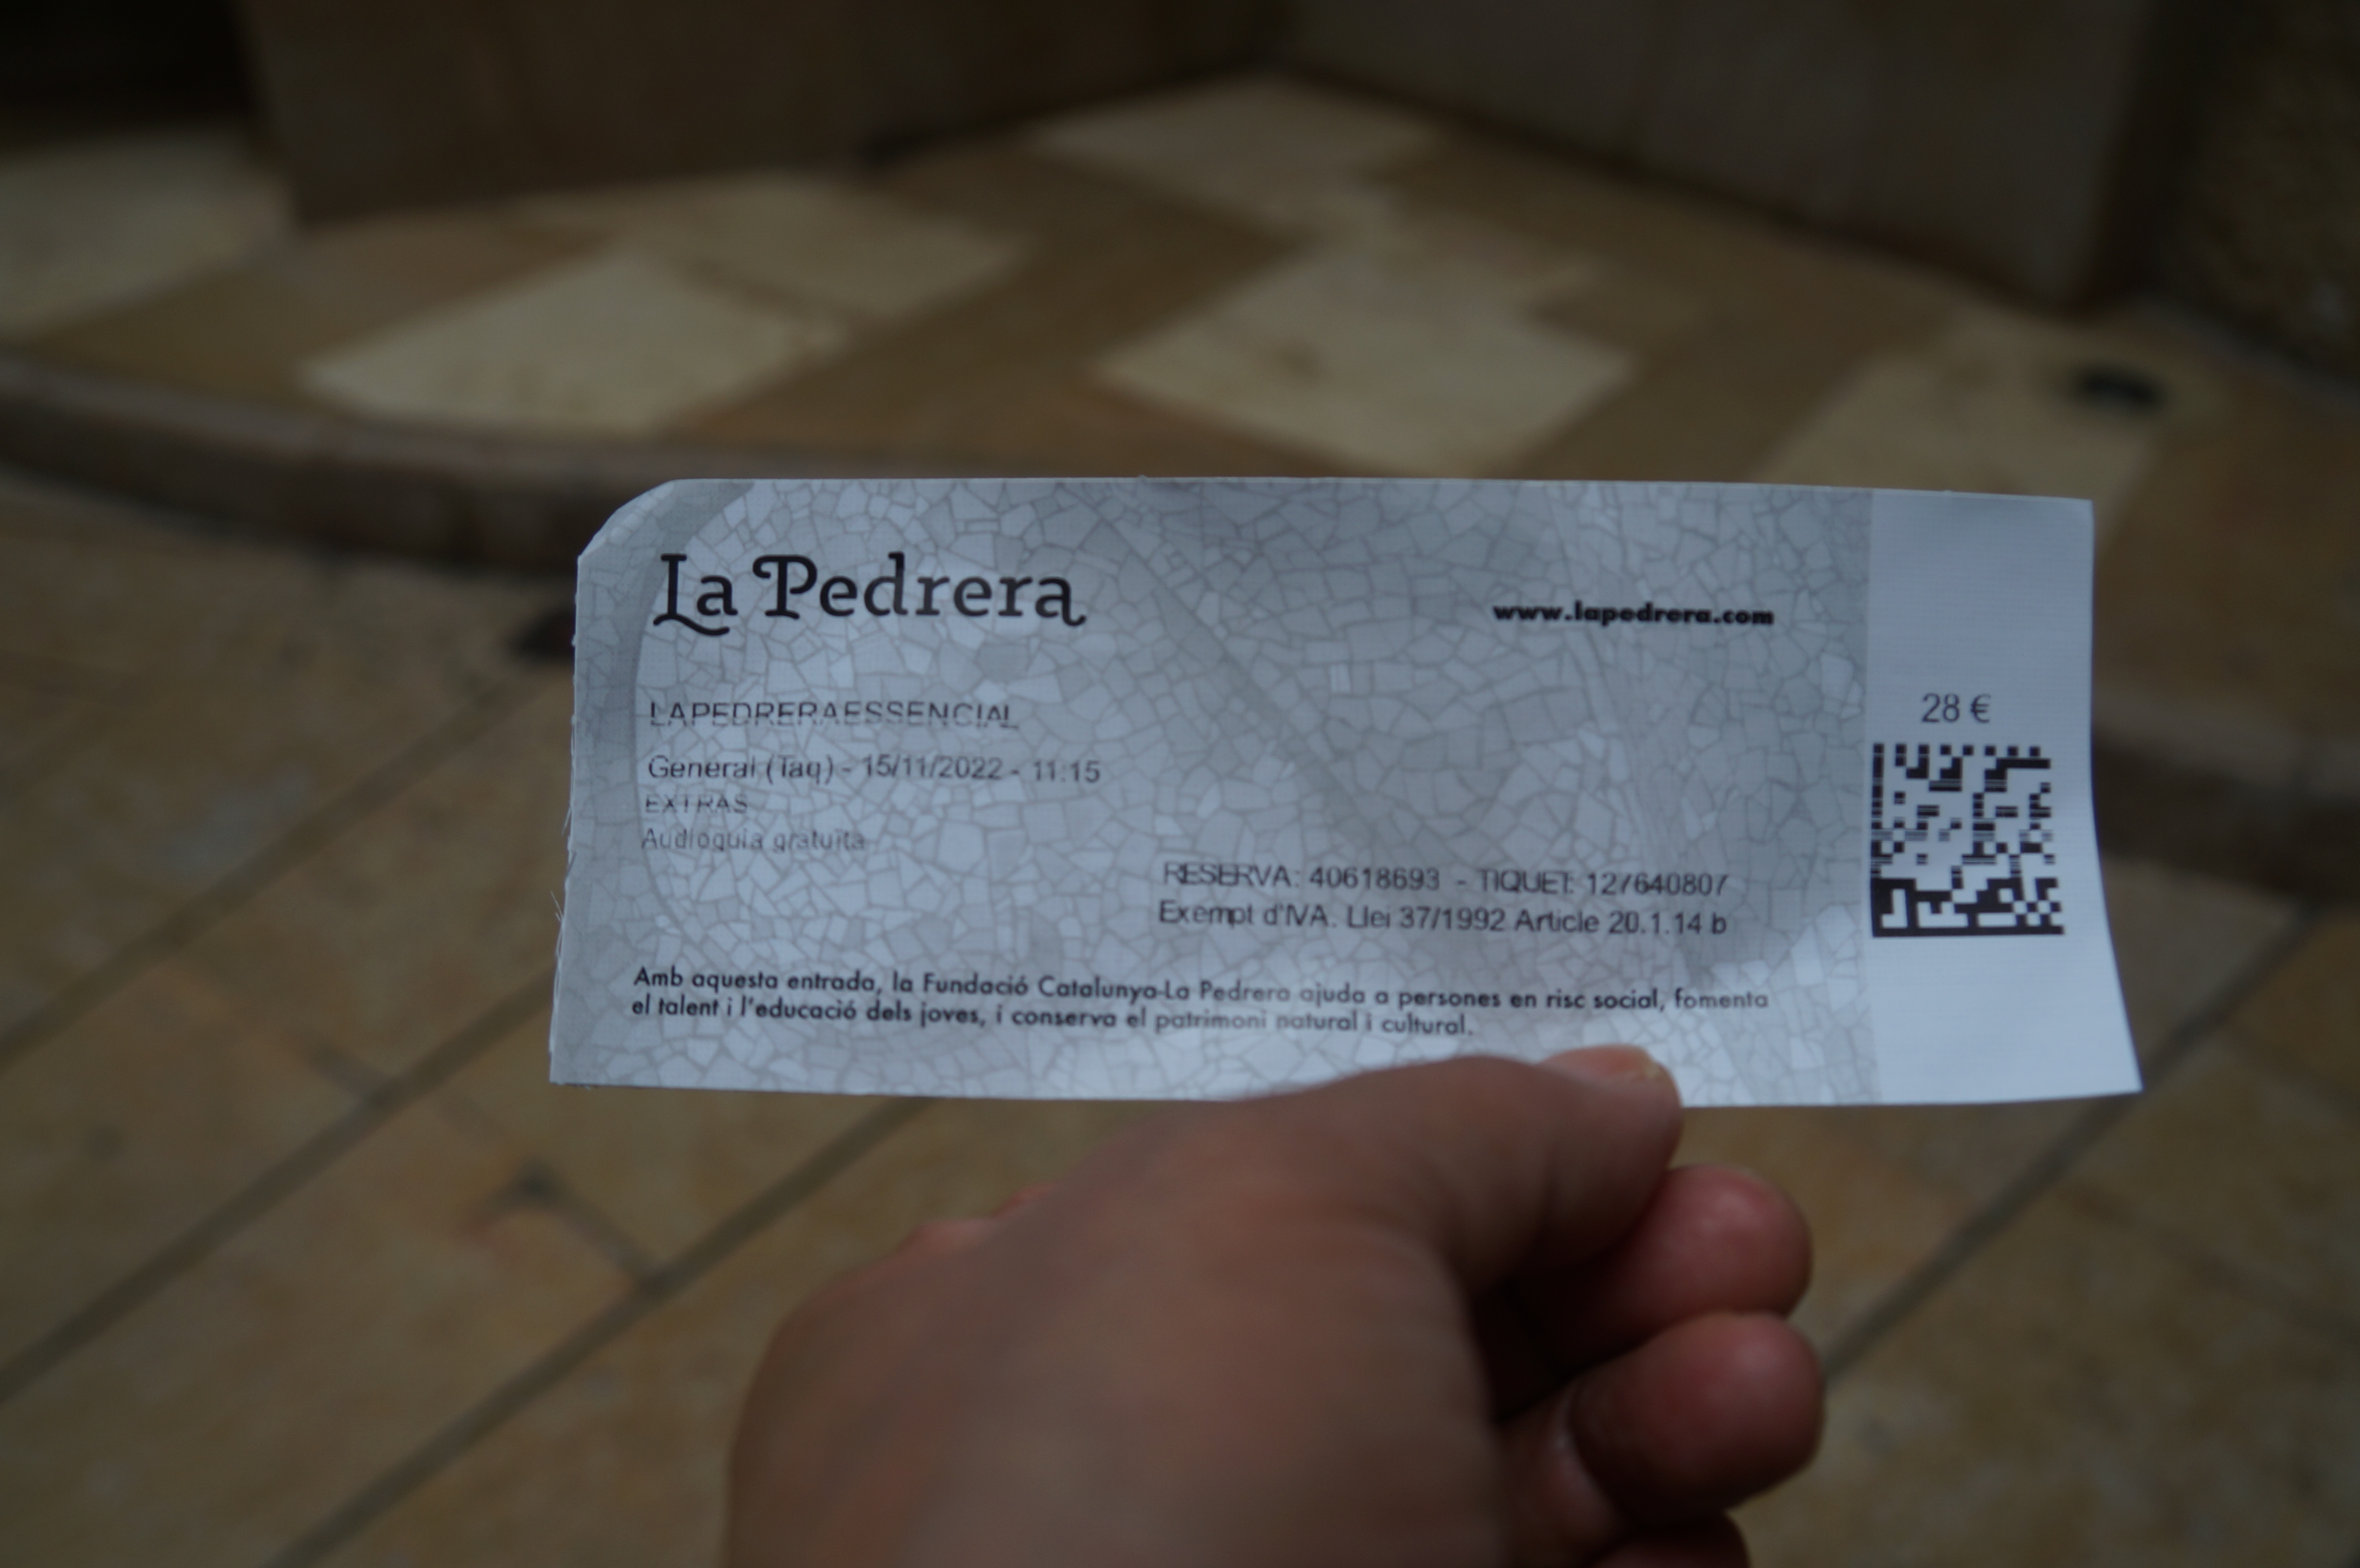 La Pedrera
www.lapedrera.com
LAPEDRERAESSENCIAL
28 €
General (Taq) - 15/11/2022 - 11:15
EXTRAS
Audioguia gratuïta
RESERVA: 40618693 - TIQUET: 127640807
Exempt d'IVA. Llei 37/1992 Article 20.1.14 b
Amb aquesta entrada, la Fundació Catalunya-La Pedrera ajuda a persones en risc social, fomenta
el talent i l'educació dels joves, i conserva el patrimoni natural i cultural.